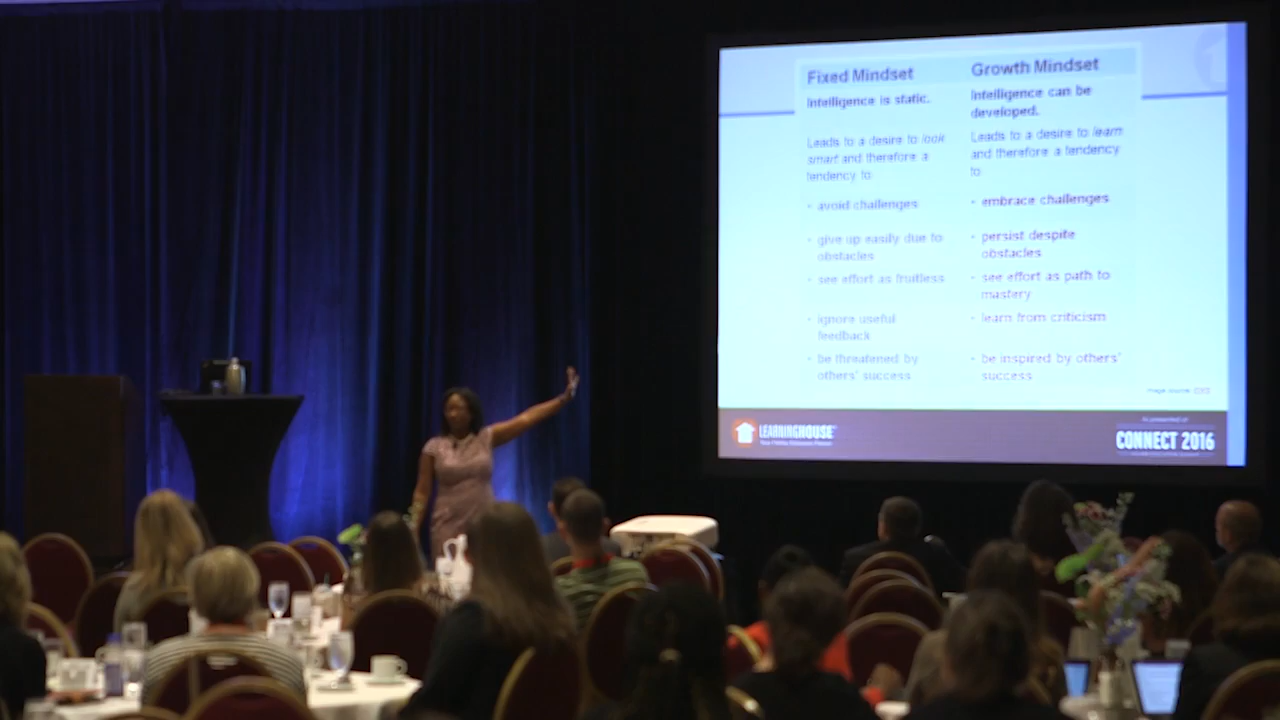 Fixed Mindset
Intelligence is static.
Leads to a desire to look
smart and therefore a
tendency to:
• avoid challenges
• give up easily due to
obstacles
• see effort as fruitless
• ignore useful
feedback
• be threatened by
others' success
Growth Mindset
Intelligence can be
developed.
Leads to a desire to learn
and therefore a tendency
to:
• embrace challenges
• persist despite
obstacles
• see effort as path to
mastery
• learn from criticism
• be inspired by others'
success
LEARNINGHOUSE
As presented at
CONNECT 2016